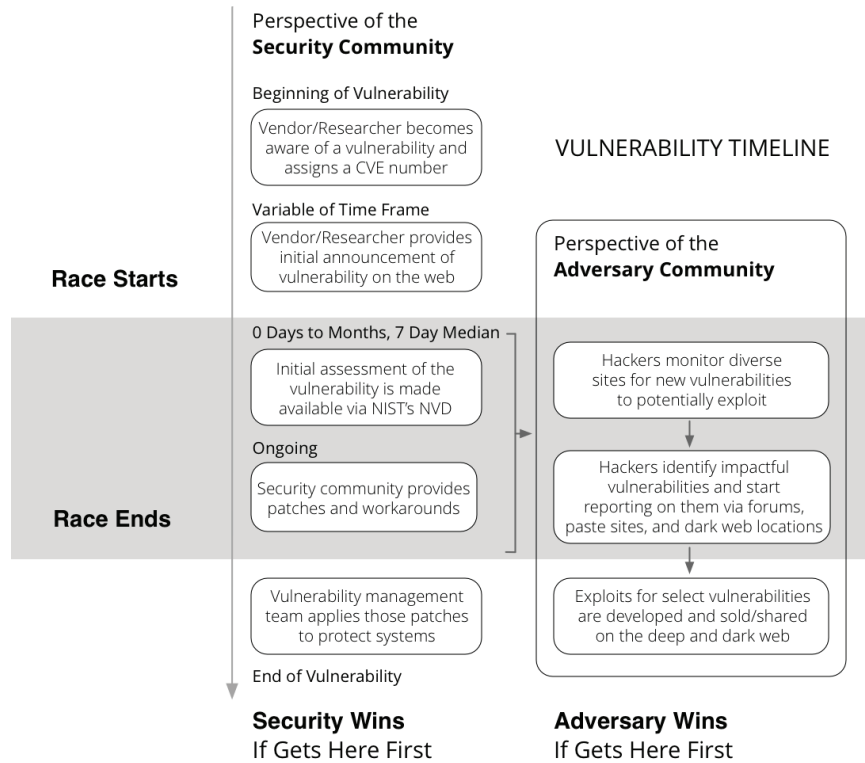 Perspective of the
Security Community
Beginning of Vulnerability
Vendor/Researcher becomes
aware of a vulnerability and
assigns a CVE number
VULNERABILITY TIMELINE
Variable of Time Frame
Vendor/Researcher provides
initial announcement of
vulnerability on the web
Perspective of the
Adversary Community
Race Starts
0 Days to Months, 7 Day Median
Initial assessment of the
vulnerability is made
available via NIST’s NVD
Hackers monitor diverse
sites for new vulnerabilities
to potentially exploit
Ongoing
Security community provides
patches and workarounds
Hackers identify impactful
vulnerabilities and start
reporting on them via forums,
paste sites, and dark web locations
Race Ends
Vulnerability management
team applies those patches
to protect systems
Exploits for select vulnerabilities
are developed and sold/shared
on the deep and dark web
End of Vulnerability
Security Wins
If Gets Here First
Adversary Wins
If Gets Here First